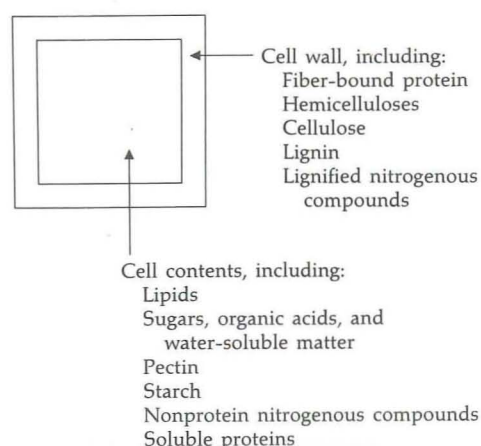 Cell wall, including:
Fiber-bound protein
Hemicelluloses
Cellulose
Lignin
Lignified nitrogenous
compounds
Cell contents, including:
Lipids
Sugars, organic acids, and
water-soluble matter
Pectin
Starch
Nonprotein nitrogenous compounds
Soluble proteins